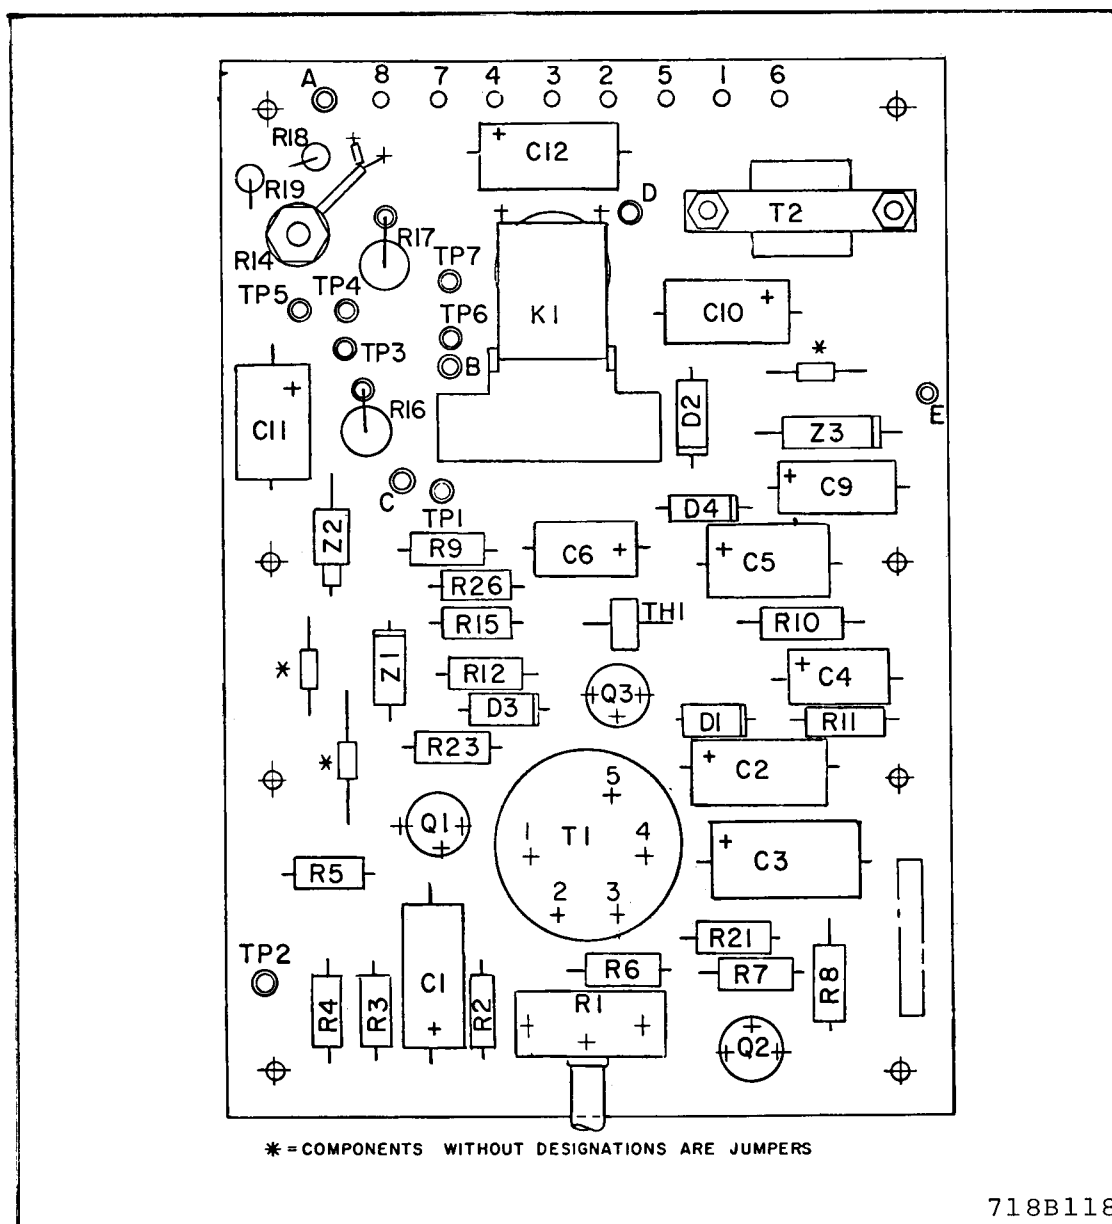 A 8 7 4 3 2 5 1 6
R18
C12
R19
D
T2
R17
R14
TP7
TP5 TP4
C10
TP6
K1
*
TP3
B
R16
D2
E
C11
Z3
C9
C
TP1
D4
Z2
R9
C6
C5
R26
R15
TH1
R10
*
Z1
R12
C4
Q3
D3
D1
R11
R23
*
C2
5
Q1
1
T1
4
C3
R5
2
3
R21
TP2
R6
R7
R8
R4
R3
C1
R2
R1
Q2
* = COMPONENTS WITHOUT DESIGNATIONS ARE JUMPERS
718B118